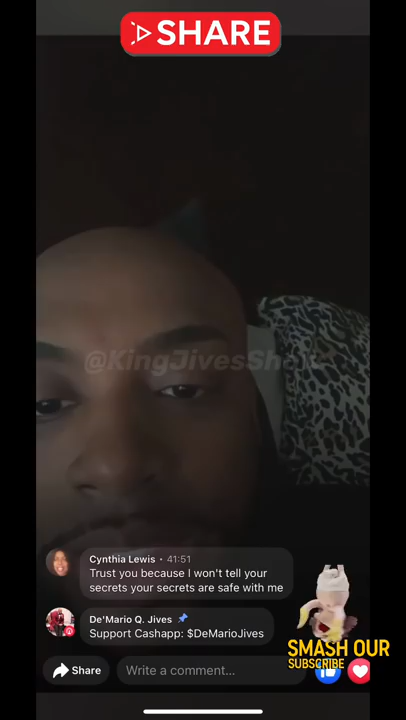 SHARE
@KingJivesSho
Cynthia Lewis · 41:51
Trust you because I won't tell your
secrets your secrets are safe with me
De'Mario Q. Jives
Support Cashapp: $DeMarioJives
SMASH OUR
SUBSCRIBE
Share
Write a comment...